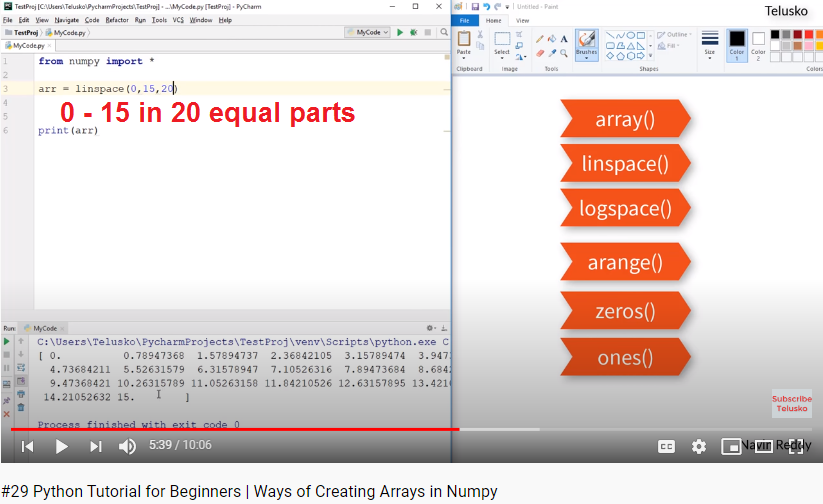 TestProj [C:\Users\Telusko\PycharmProjects\TestProj] - ...\MyCode.py [TestProj] - PyCharm
File Edit View Navigate Code Refactor Run Tools VCS Window Help
TestProj MyCode.py
MyCode
MyCode.py
1 from numpy import *
2
3 arr = linspace(0,15,20)
4
0 - 15 in 20 equal parts
5
6 print(arr)
Untitled - Paint
Telusko
File Home View
Paste
Select
Brushes
Outline
Fill
Size
Color 1
Color 2
Clipboard Image Tools Shapes Colors
array()
linspace()
logspace()
arange()
zeros()
ones()
Run: MyCode
C:\Users\Telusko\PycharmProjects\TestProj\venv\Scripts\python.exe C
[ 0. 0.78947368 1.57894737 2.36842105 3.15789474 3.947
4.73684211 5.52631579 6.31578947 7.10526316 7.89473684 8.684
9.47368421 10.26315789 11.05263158 11.84210526 12.63157895 13.421
14.21052632 15. ]
Process finished with exit code 0
Subscribe
Telusko
5:39 / 10:06
CC
Navin Reddy
#29 Python Tutorial for Beginners | Ways of Creating Arrays in Numpy